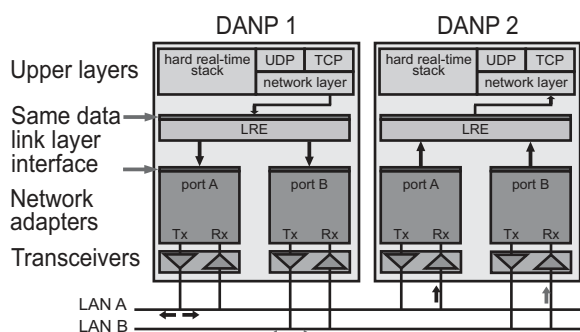 DANP 1
DANP 2
Upper layers
hard real-time
stack
UDP
TCP
network layer
hard real-time
stack
UDP
TCP
network layer
Same data
link layer
interface
LRE
LRE
Network
adapters
port A
port B
port A
port B
Tx
Rx
Tx
Rx
Tx
Rx
Tx
Rx
Transceivers
LAN A
LAN B